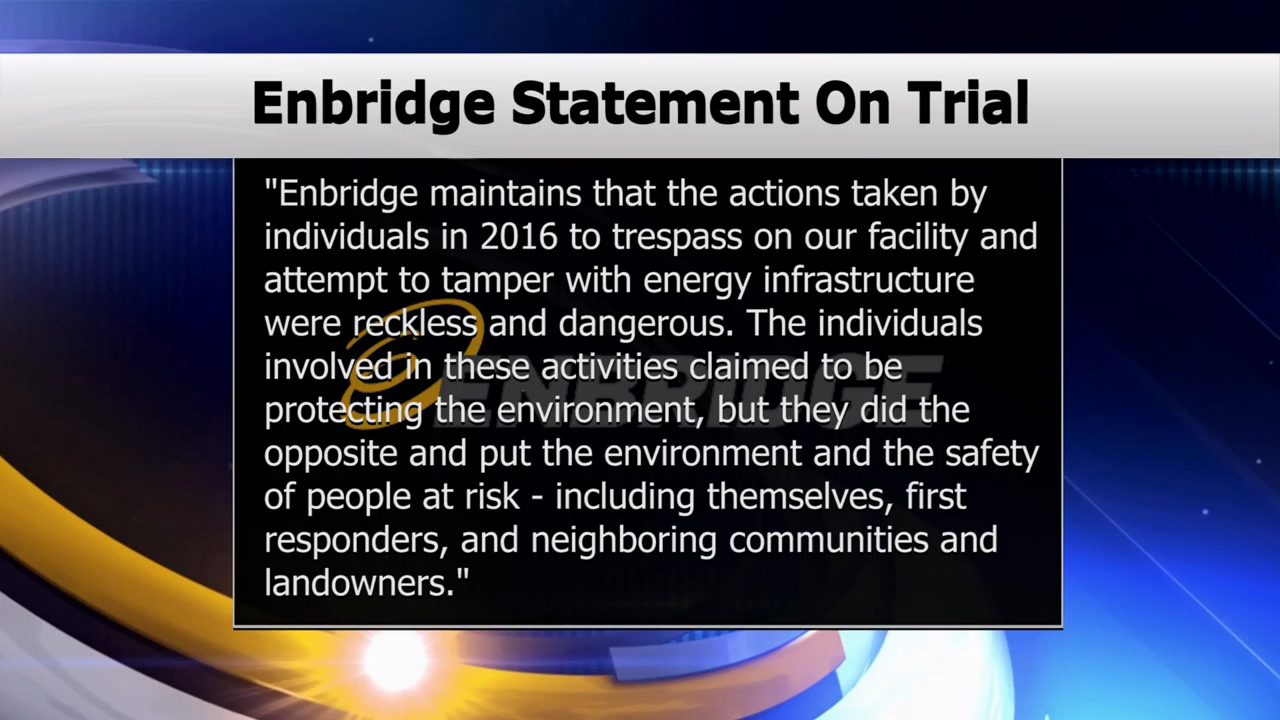 Enbridge Statement On Trial
"Enbridge maintains that the actions taken by
individuals in 2016 to trespass on our facility and
attempt to tamper with energy infrastructure
were reckless and dangerous. The individuals
involved in these activities claimed to be
protecting the environment, but they did the
opposite and put the environment and the safety
of people at risk - including themselves, first
responders, and neighboring communities and
landowners."
ENBRIDGE